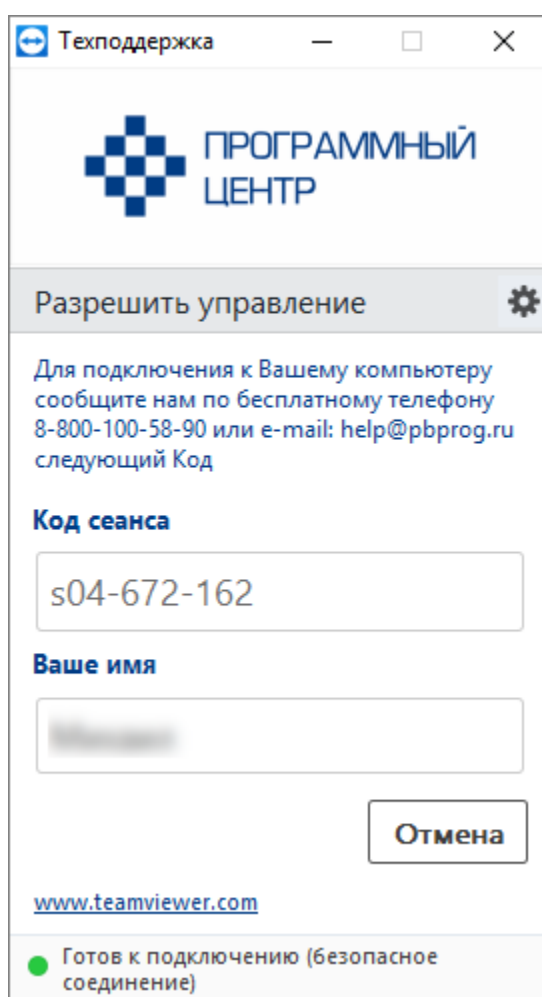 Техподдержка
ПРОГРАММНЫЙ
ЦЕНТР
Разрешить управление
Для подключения к Вашему компьютеру
сообщите нам по бесплатному телефону
8-800-100-58-90 или e-mail: help@pbprog.ru
следующий Код
Код сеанса
s04-672-162
Ваше имя
Отмена
www.teamviewer.com
Готов к подключению (безопасное
соединение)